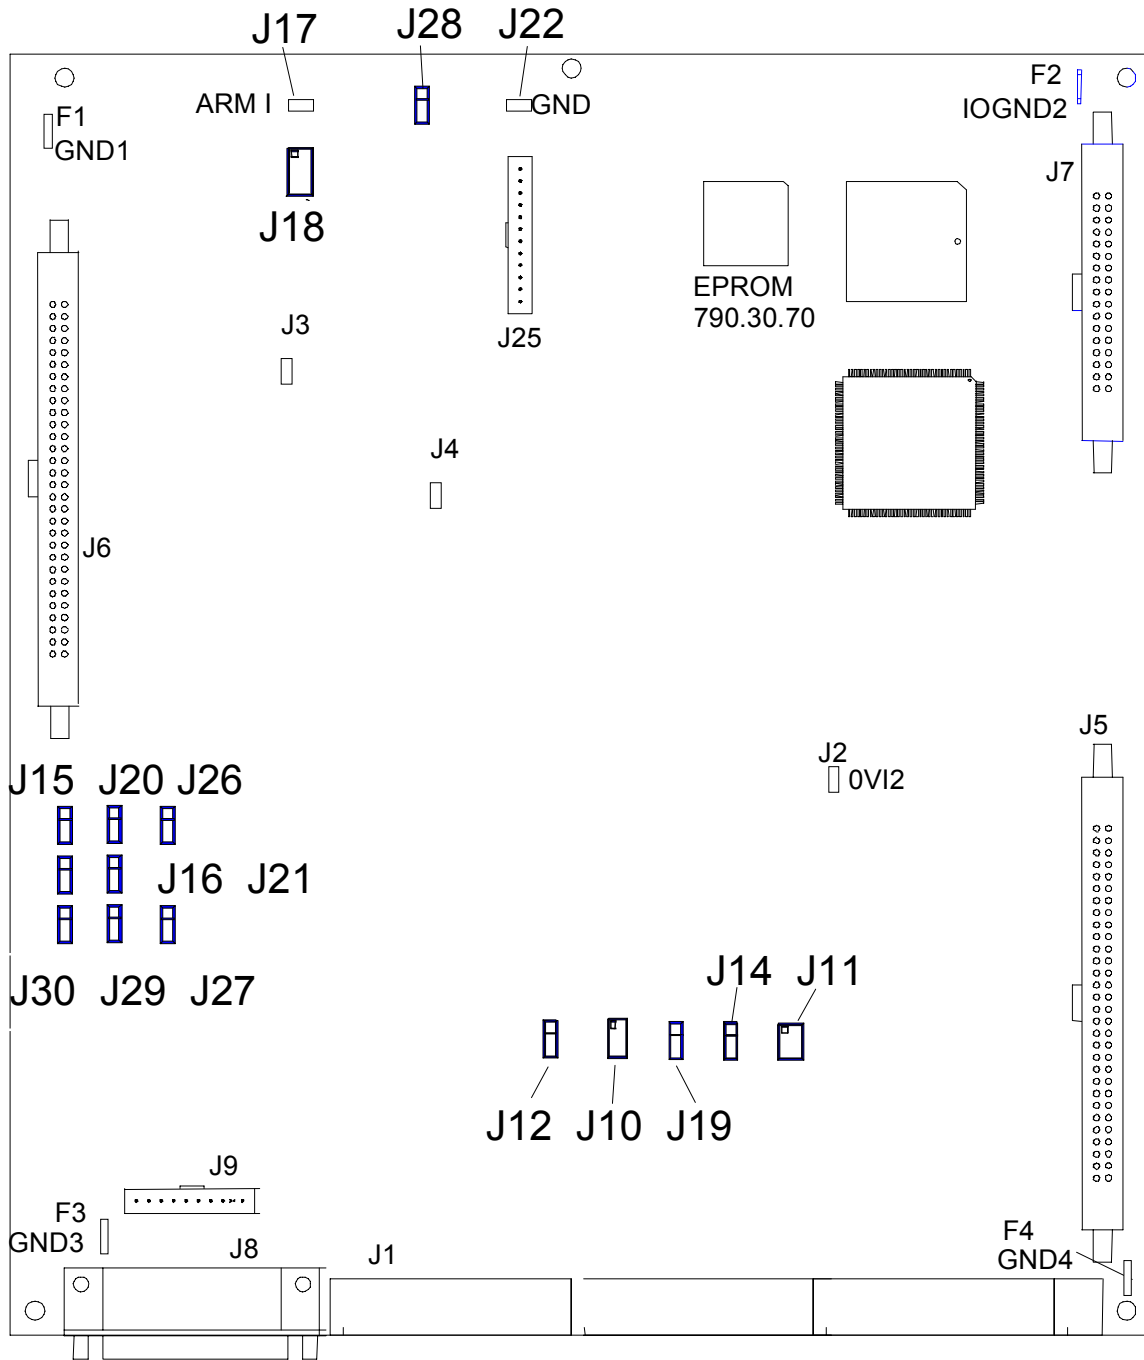 J17 J28 J22
F2
ARM I GND
IOGND2
F1
GND1
J7
J18
EPROM
790.30.70
J3
J25
J4
J6
J5
J2
J15 J20 J26
0VI2
J16 J21
J14 J11
J30 J29 J27
J12 J10 J19
J9
F3
GND3
F4
J8 J1
GND4